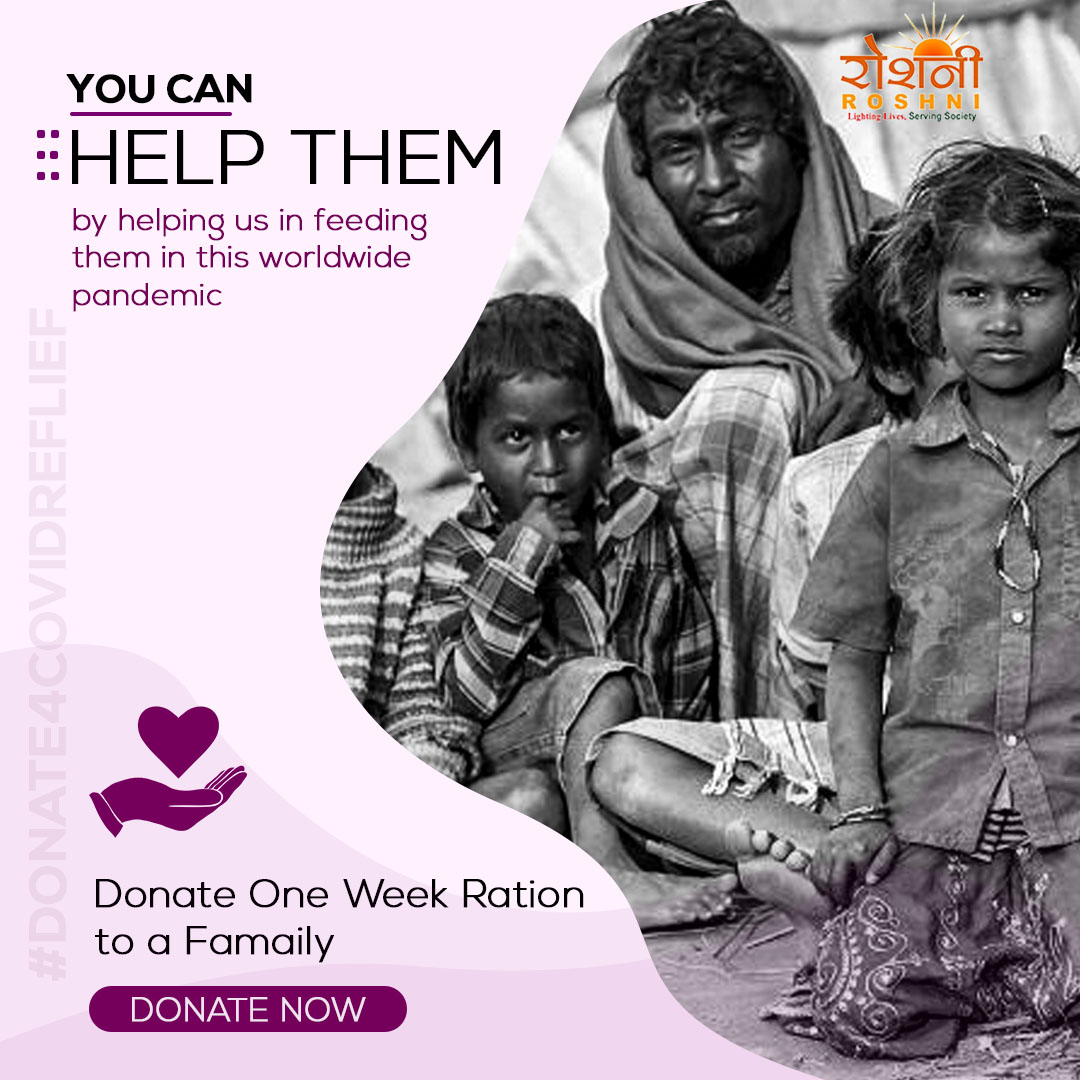 YOU CAN
HELP THEM
by helping us in feeding
them in this worldwide
pandemic
रोशनी
ROSHNI
Lighting Lives, Serving Society
#DONATE4COVIDREFLIEF
Donate One Week Ration
to a Famaily
DONATE NOW